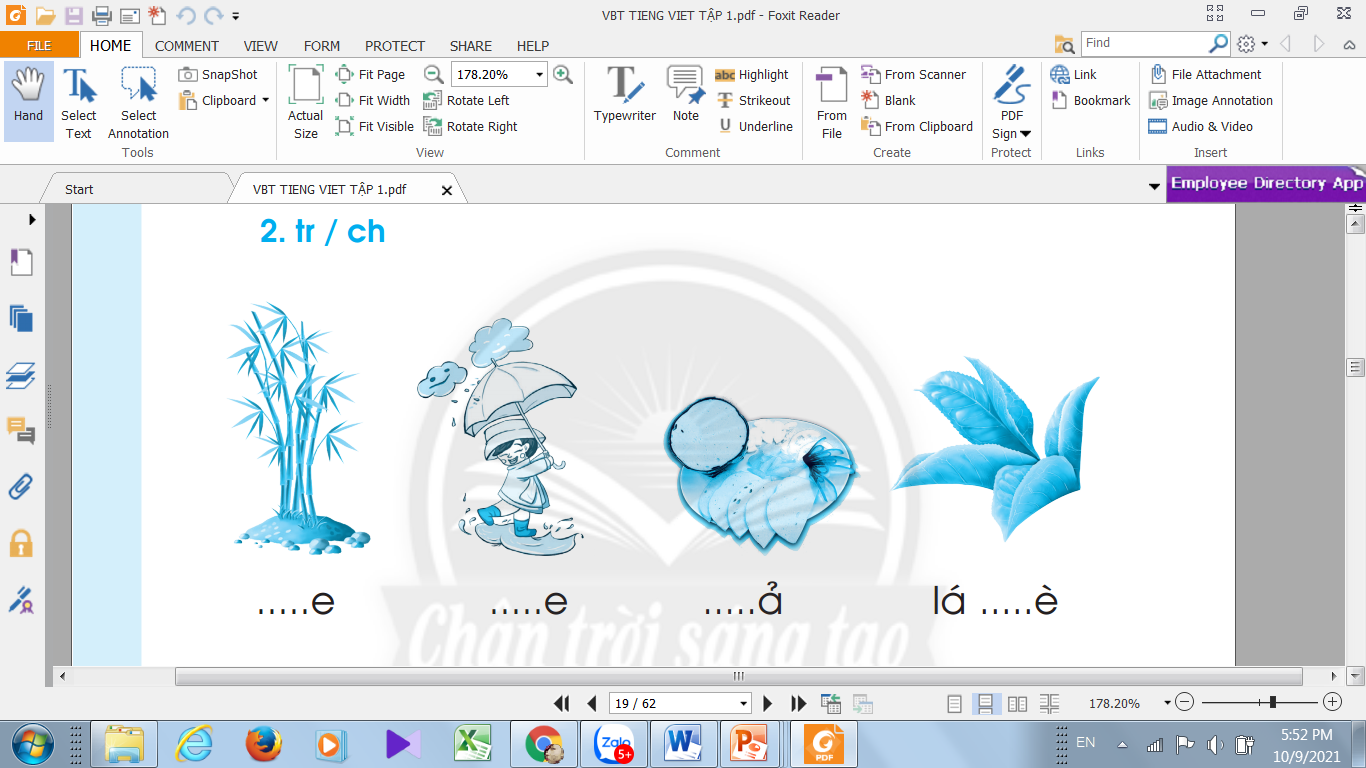 VBT TIENG VIET TẬP 1.pdf - Foxit Reader
FILE HOME COMMENT VIEW FORM PROTECT SHARE HELP
Find
Hand
Select Text
Select Annotation
SnapShot
Clipboard
Tools
Actual Size
Fit Page
Fit Width
Fit Visible
178.20%
Rotate Left
Rotate Right
View
Typewriter
Note
abc Highlight
T Strikeout
U Underline
Comment
From File
From Scanner
Blank
From Clipboard
Create
PDF Sign
Protect
Link
Bookmark
Links
File Attachment
Image Annotation
Audio & Video
Insert
Start
VBT TIENG VIET TẬP 1.pdf
Employee Directory App
2. tr / ch
.....e .....e .....ả lá .....è
Chân trời sáng tạo
19 / 62
178.20%
Zalo
5+
PDF
EN
5:52 PM
10/9/2021